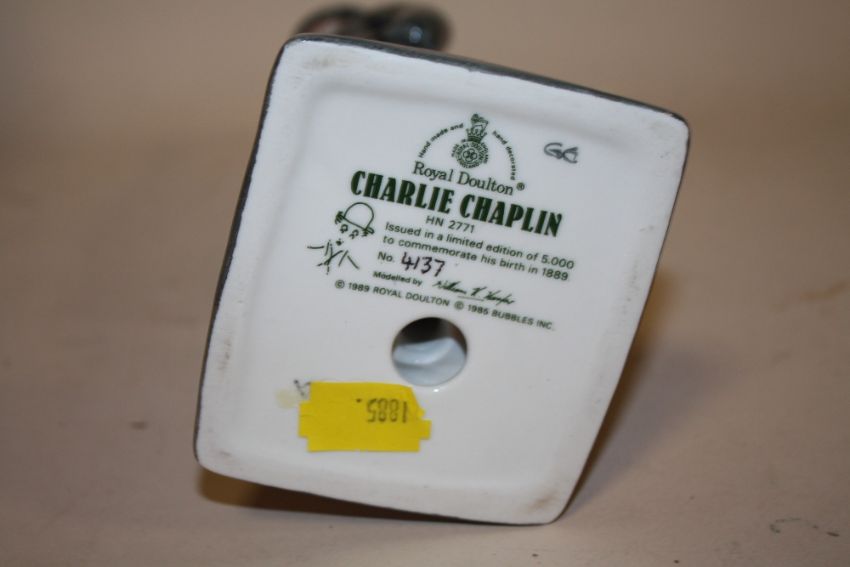 Hand made and hand decorated
Royal Doulton®
CHARLIE CHAPLIN
HN 2771
Issued in a limited edition of 5,000
to commemorate his birth in 1889
No. 4137
Modelled by
© 1989 ROYAL DOULTON © 1985 BUBBLES INC.
1885.